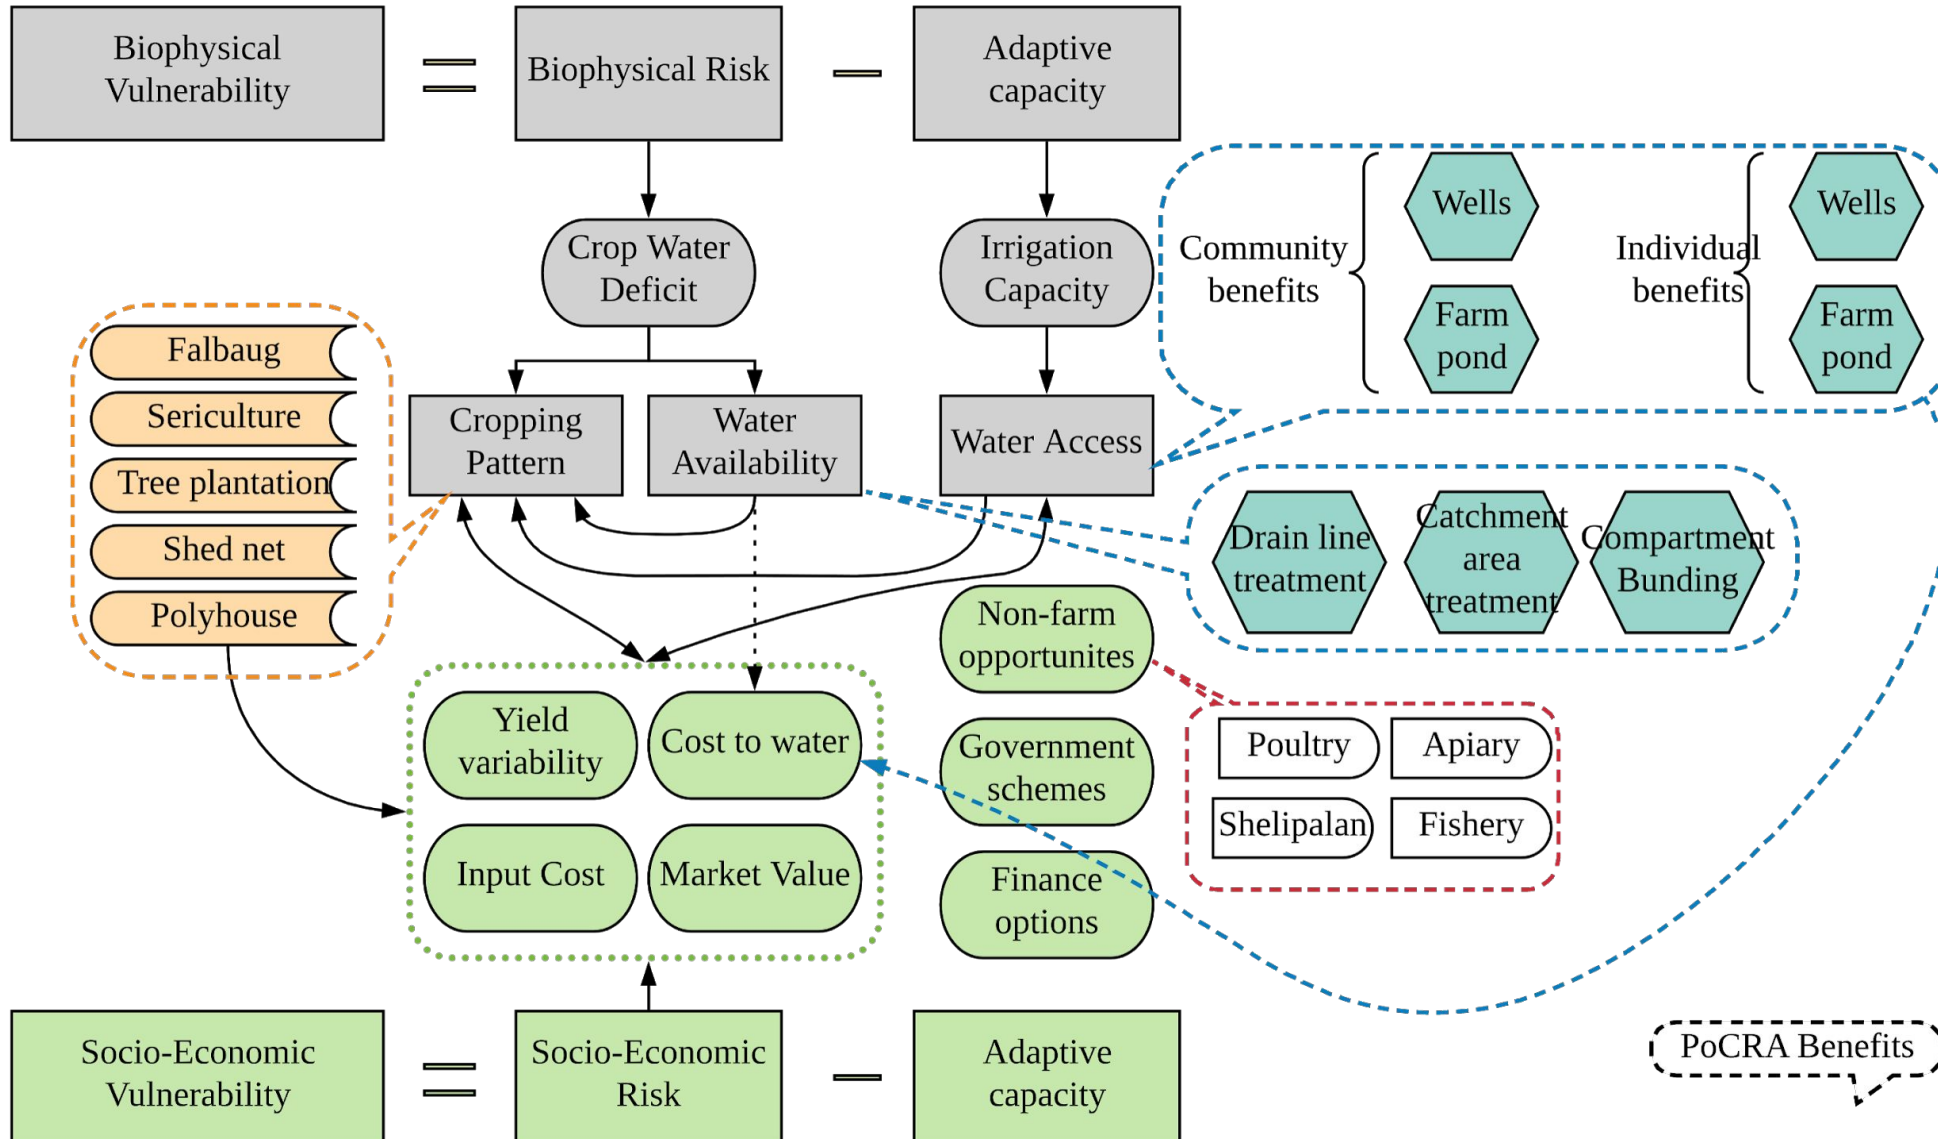 Biophysical
Vulnerability
=
Biophysical Risk
–
Adaptive
capacity
Crop Water
Deficit
Irrigation
Capacity
Community
benefits
Wells
Farm
pond
Individual
benefits
Wells
Farm
pond
Falbaug
Sericulture
Tree plantation
Shed net
Polyhouse
Cropping
Pattern
Water
Availability
Water Access
Drain line
treatment
Catchment
area
treatment
Compartment
Bunding
Non-farm
opportunites
Government
schemes
Finance
options
Poultry
Apiary
Shelipalan
Fishery
Yield
variability
Cost to water
Input Cost
Market Value
Socio-Economic
Vulnerability
=
Socio-Economic
Risk
–
Adaptive
capacity
PoCRA Benefits